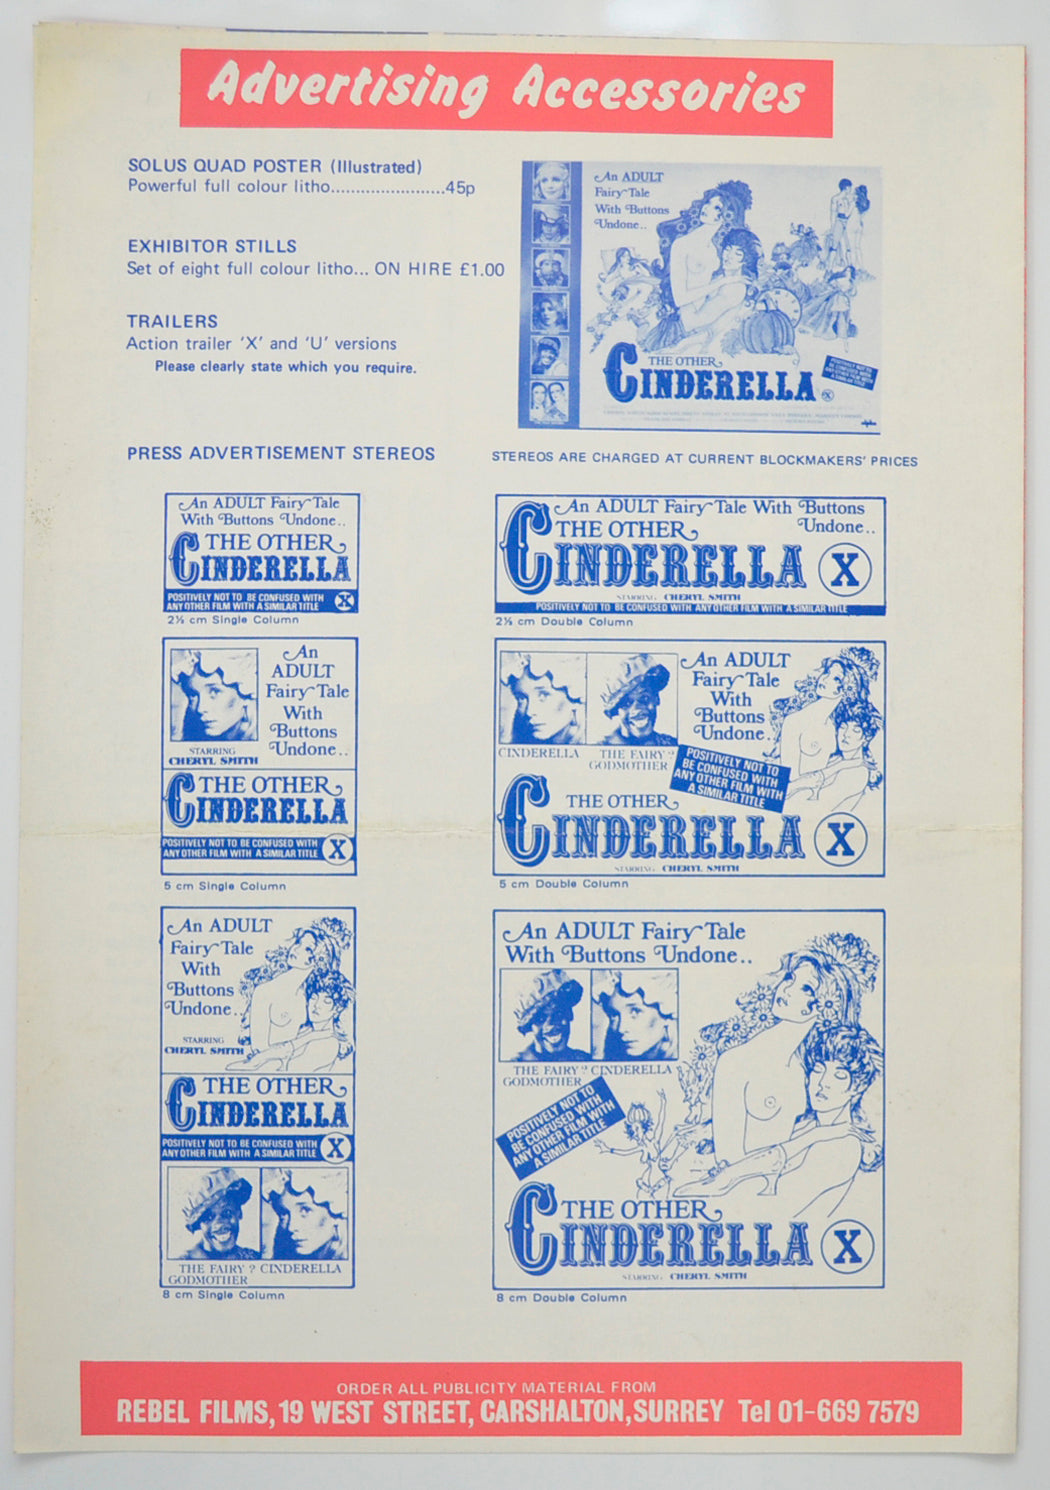 Advertising Accessories
SOLUS QUAD POSTER (Illustrated)
Powerful full colour litho.......................45p
EXHIBITOR STILLS
Set of eight full colour litho... ON HIRE £1.00
TRAILERS
Action trailer 'X' and 'U' versions
Please clearly state which you require.
An ADULT
Fairy Tale
With Buttons
Undone..
THE OTHER
CINDERELLA
X
POSITIVELY NOT TO
BE CONFUSED WITH
ANY OTHER FILM WITH
A SIMILAR TITLE
PRESS ADVERTISEMENT STEREOS
STEREOS ARE CHARGED AT CURRENT BLOCKMAKERS' PRICES
An ADULT Fairy Tale
With Buttons Undone..
THE OTHER
CINDERELLA
POSITIVELY NOT TO BE CONFUSED WITH
ANY OTHER FILM WITH A SIMILAR TITLE
X
2½ cm Single Column
An ADULT Fairy Tale With Buttons
Undone..
THE OTHER
CINDERELLA
X
STARRING CHERYL SMITH
POSITIVELY NOT TO BE CONFUSED WITH ANY OTHER FILM WITH A SIMILAR TITLE
2½ cm Double Column
An
ADULT
Fairy Tale
With
Buttons
Undone..
STARRING
CHERYL SMITH
THE OTHER
CINDERELLA
POSITIVELY NOT TO BE CONFUSED WITH
ANY OTHER FILM WITH A SIMILAR TITLE
X
5 cm Single Column
An ADULT
Fairy Tale
With
Buttons
Undone..
CINDERELLA
THE FAIRY ?
GODMOTHER
POSITIVELY NOT TO
BE CONFUSED WITH
ANY OTHER FILM WITH
A SIMILAR TITLE
THE OTHER
CINDERELLA
X
STARRING CHERYL SMITH
5 cm Double Column
An ADULT
Fairy Tale
With
Buttons
Undone..
STARRING
CHERYL SMITH
THE OTHER
CINDERELLA
POSITIVELY NOT TO BE CONFUSED WITH
ANY OTHER FILM WITH A SIMILAR TITLE
X
THE FAIRY ? CINDERELLA
GODMOTHER
8 cm Single Column
An ADULT Fairy Tale
With Buttons Undone..
THE FAIRY ? CINDERELLA
GODMOTHER
POSITIVELY NOT TO
BE CONFUSED WITH
ANY OTHER FILM WITH
A SIMILAR TITLE
THE OTHER
CINDERELLA
X
STARRING CHERYL SMITH
8 cm Double Column
ORDER ALL PUBLICITY MATERIAL FROM
REBEL FILMS, 19 WEST STREET, CARSHALTON, SURREY Tel 01-669 7579